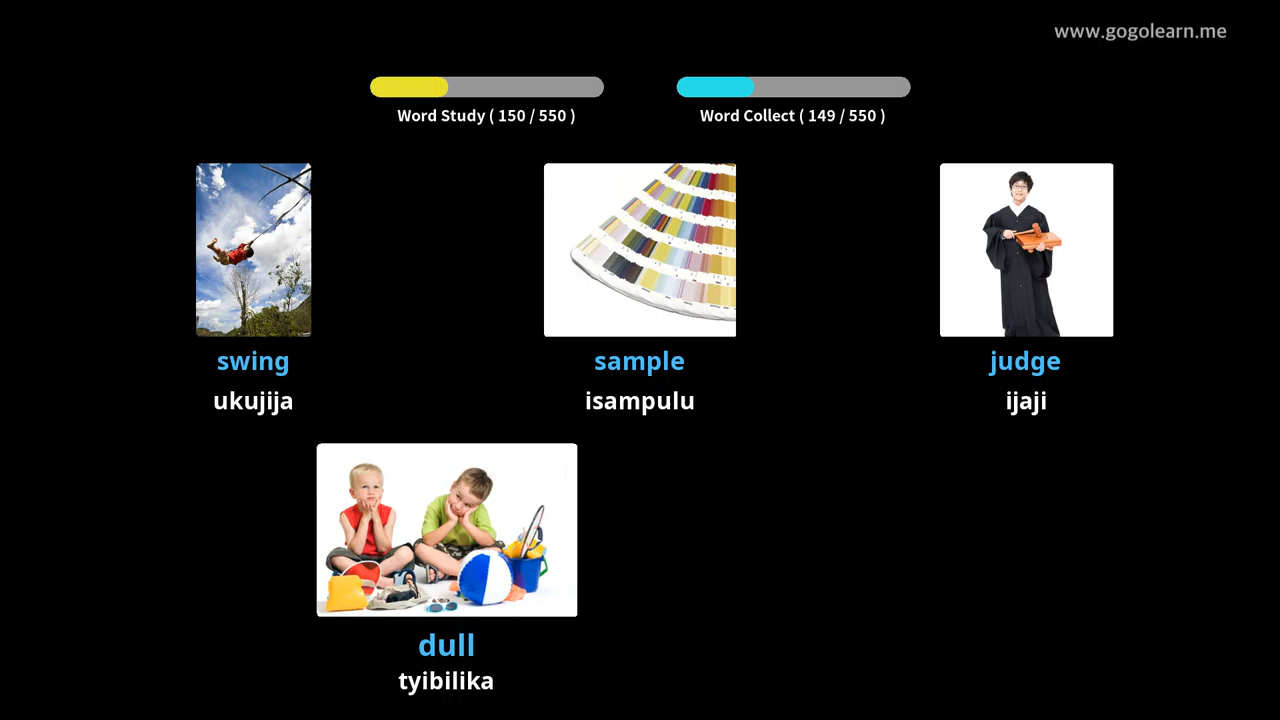 www.gogolearn.me
Word Study ( 150 / 550 )
Word Collect ( 149 / 550 )
swing
sample
judge
ukujija
isampulu
ijaji
dull
tyibilika